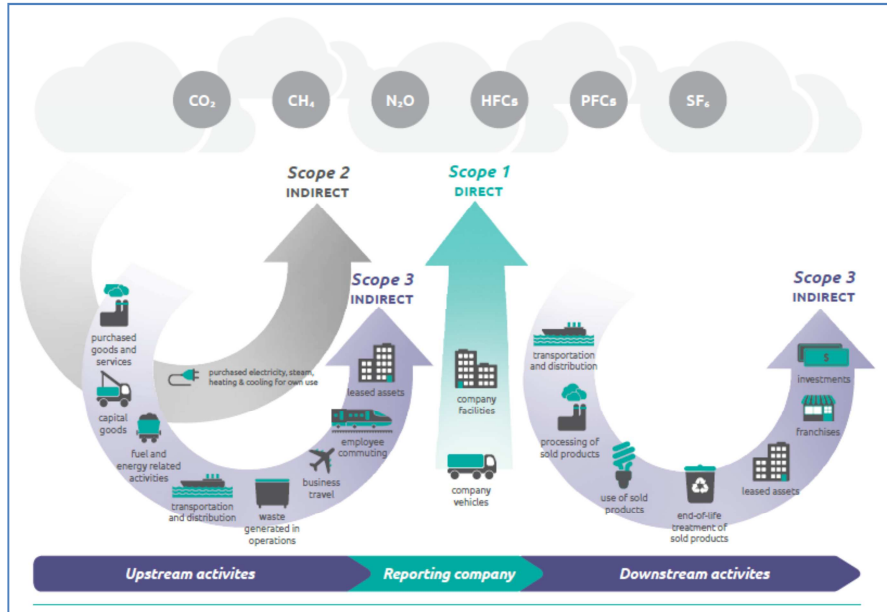 CO₂ CH₄ N₂O HFCs PFCs SF₆
Scope 2
INDIRECT
Scope 1
DIRECT
Scope 3
INDIRECT
Scope 3
INDIRECT
purchased
goods and
services
capital
goods
fuel and
energy related
activities
transportation
and distribution
waste
generated in
operations
business
travel
employee
commuting
leased assets
purchased electricity, steam,
heating & cooling for own use
company
facilities
company
vehicles
transportation
and distribution
processing of
sold products
use of sold
products
end-of-life
treatment of
sold products
leased assets
franchises
$
investments
Upstream activites
Reporting company
Downstream activites